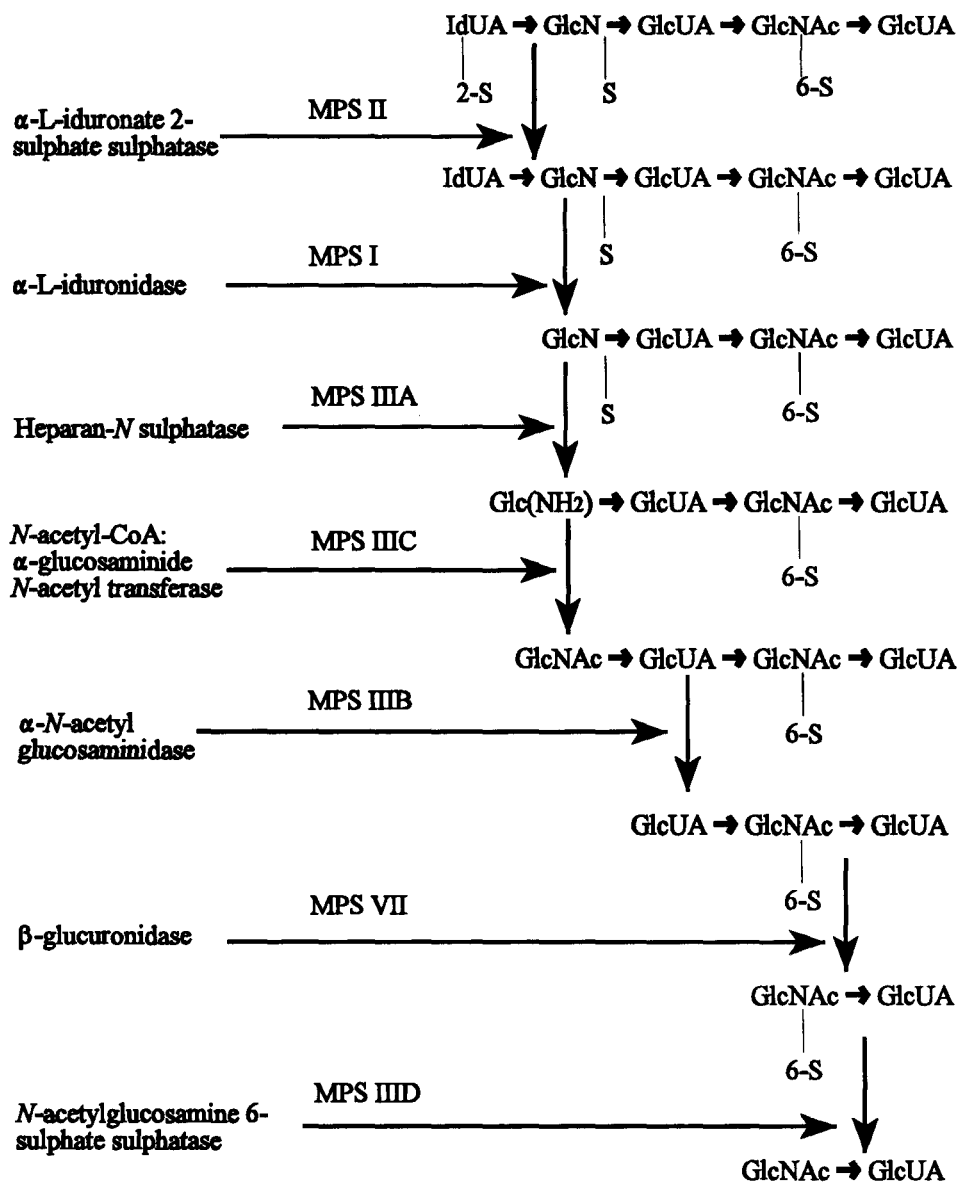 IdUA → GlcN → GlcUA → GlcNAc → GlcUA
2-S S 6-S
MPS II
α-L-iduronate 2-
sulphate sulphatase
IdUA → GlcN → GlcUA → GlcNAc → GlcUA
S 6-S
MPS I
α-L-iduronidase
GlcN → GlcUA → GlcNAc → GlcUA
S 6-S
MPS IIIA
Heparan-N sulphatase
Glc(NH2) → GlcUA → GlcNAc → GlcUA
6-S
MPS IIIC
N-acetyl-CoA:
α-glucosaminide
N-acetyl transferase
GlcNAc → GlcUA → GlcNAc → GlcUA
6-S
MPS IIIB
α-N-acetyl
glucosaminidase
GlcUA → GlcNAc → GlcUA
6-S
MPS VII
β-glucuronidase
GlcNAc → GlcUA
6-S
MPS IIID
N-acetylglucosamine 6-
sulphate sulphatase
GlcNAc → GlcUA